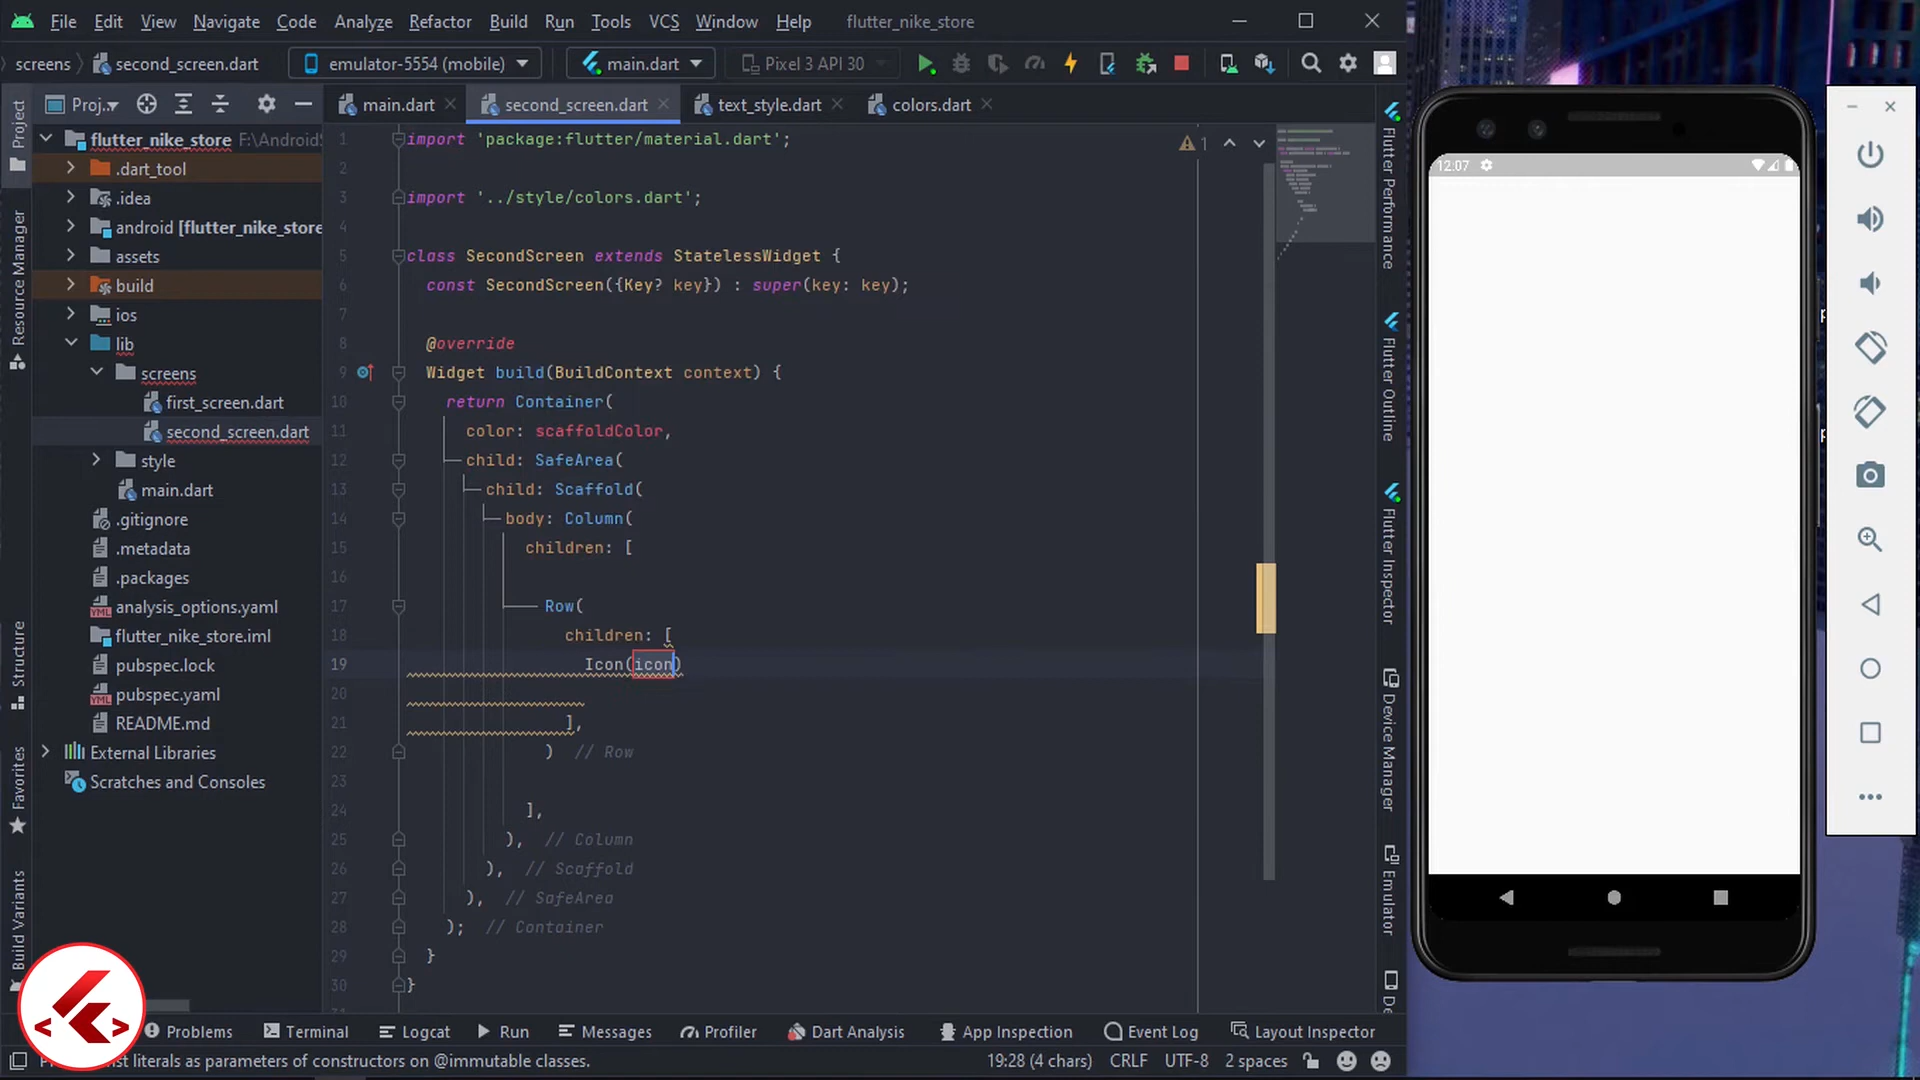 File Edit View Navigate Code Analyze Refactor Build Run Tools VCS Window Help flutter_nike_store
screens second_screen.dart emulator-5554 (mobile) main.dart Pixel 3 API 30
Project
Proj..
main.dart second_screen.dart text_style.dart colors.dart
flutter_nike_store F:\Android
.dart_tool
.idea
android [flutter_nike_store
assets
build
ios
lib
screens
first_screen.dart
second_screen.dart
style
main.dart
.gitignore
.metadata
.packages
analysis_options.yaml
flutter_nike_store.iml
pubspec.lock
pubspec.yaml
README.md
External Libraries
Scratches and Consoles
Resource Manager
Structure
Favorites
Build Variants
1 import 'package:flutter/material.dart';
2
3 import '../style/colors.dart';
4
5 class SecondScreen extends StatelessWidget {
6 const SecondScreen({Key? key}) : super(key: key);
7
8 @override
9 Widget build(BuildContext context) {
10 return Container(
11 color: scaffoldColor,
12 child: SafeArea(
13 child: Scaffold(
14 body: Column(
15 children: [
16
17 Row(
18 children: [
19 Icon(icon)
20
21 ],
22 ) // Row
23
24 ],
25 ), // Column
26 ), // Scaffold
27 ), // SafeArea
28 ); // Container
29 }
30 }
1
Flutter Performance
Flutter Outline
Flutter Inspector
Device Manager
Emulator
12:07
Problems Terminal Logcat Run Messages Profiler Dart Analysis App Inspection Event Log Layout Inspector
literals as parameters of constructors on @immutable classes.
19:28 (4 chars) CRLF UTF-8 2 spaces